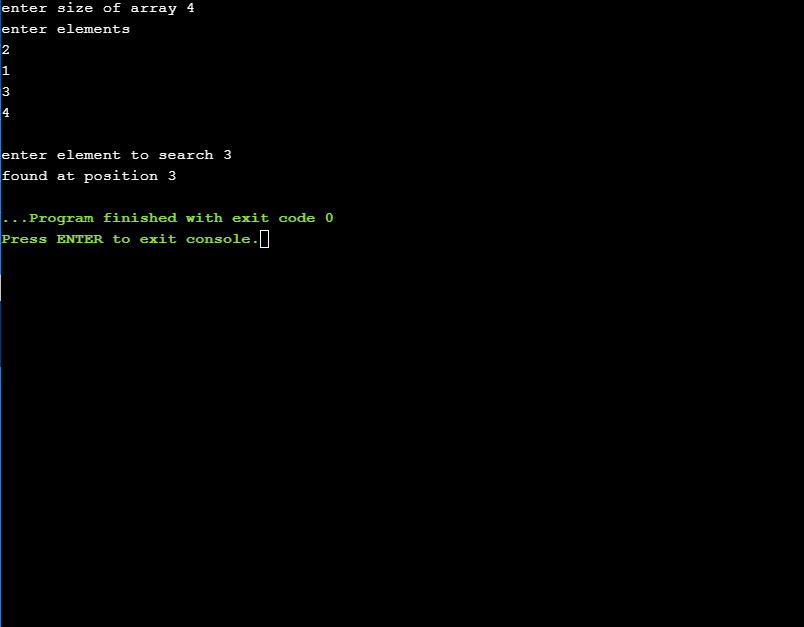 enter size of array 4
enter elements
2
1
3
4
enter element to search 3
found at position 3
...Program finished with exit code 0
Press ENTER to exit console.